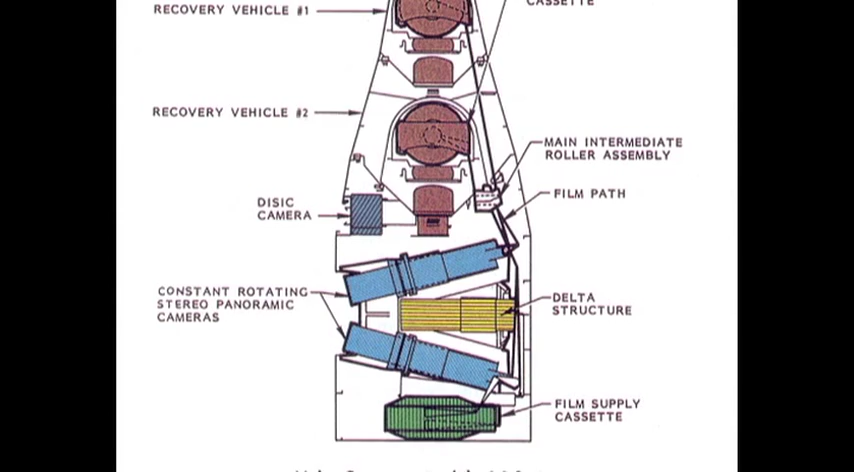 CASSETTE
RECOVERY VEHICLE #1
RECOVERY VEHICLE #2
MAIN INTERMEDIATE
ROLLER ASSEMBLY
FILM PATH
DISIC
CAMERA
CONSTANT ROTATING
STEREO PANORAMIC
CAMERAS
DELTA
STRUCTURE
FILM SUPPLY
CASSETTE